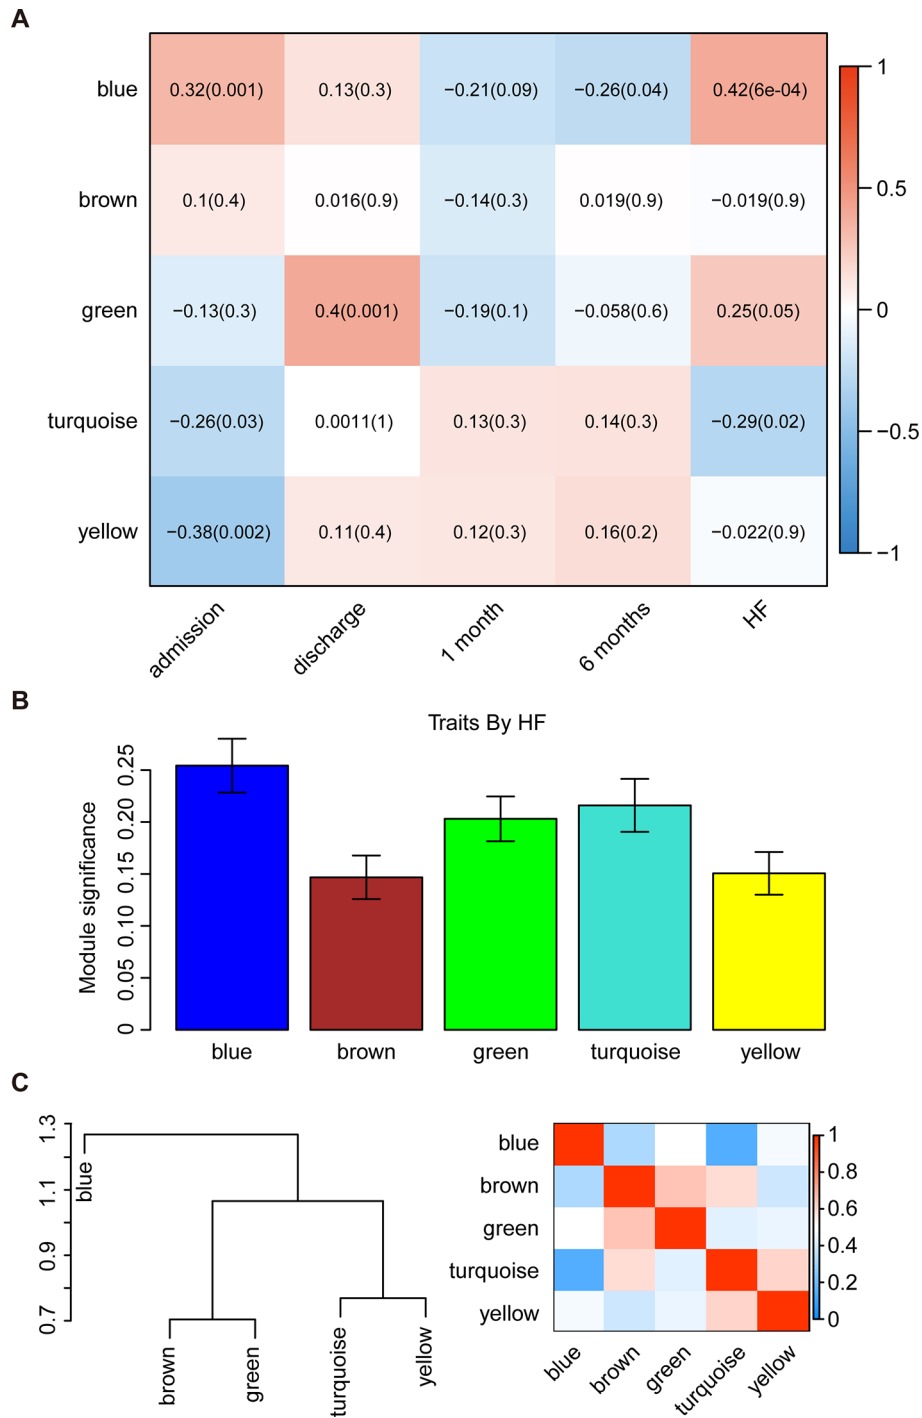 A
blue 0.32(0.001) 0.13(0.3) −0.21(0.09) −0.26(0.04) 0.42(6e-04)
brown 0.1(0.4) 0.016(0.9) −0.14(0.3) 0.019(0.9) −0.019(0.9)
green −0.13(0.3) 0.4(0.001) −0.19(0.1) −0.058(0.6) 0.25(0.05)
turquoise −0.26(0.03) 0.0011(1) 0.13(0.3) 0.14(0.3) −0.29(0.02)
yellow −0.38(0.002) 0.11(0.4) 0.12(0.3) 0.16(0.2) −0.022(0.9)
admission discharge 1 month 6 months HF
1
0.5
0
−0.5
−1
B
Traits By HF
Module significance
0.25
0.20
0.15
0.10
0.05
0
blue brown green turquoise yellow
C
1.3
1.1
0.9
0.7
blue
brown green turquoise yellow
blue
brown
green
turquoise
yellow
blue brown green turquoise yellow
1
0.8
0.6
0.4
0.2
0